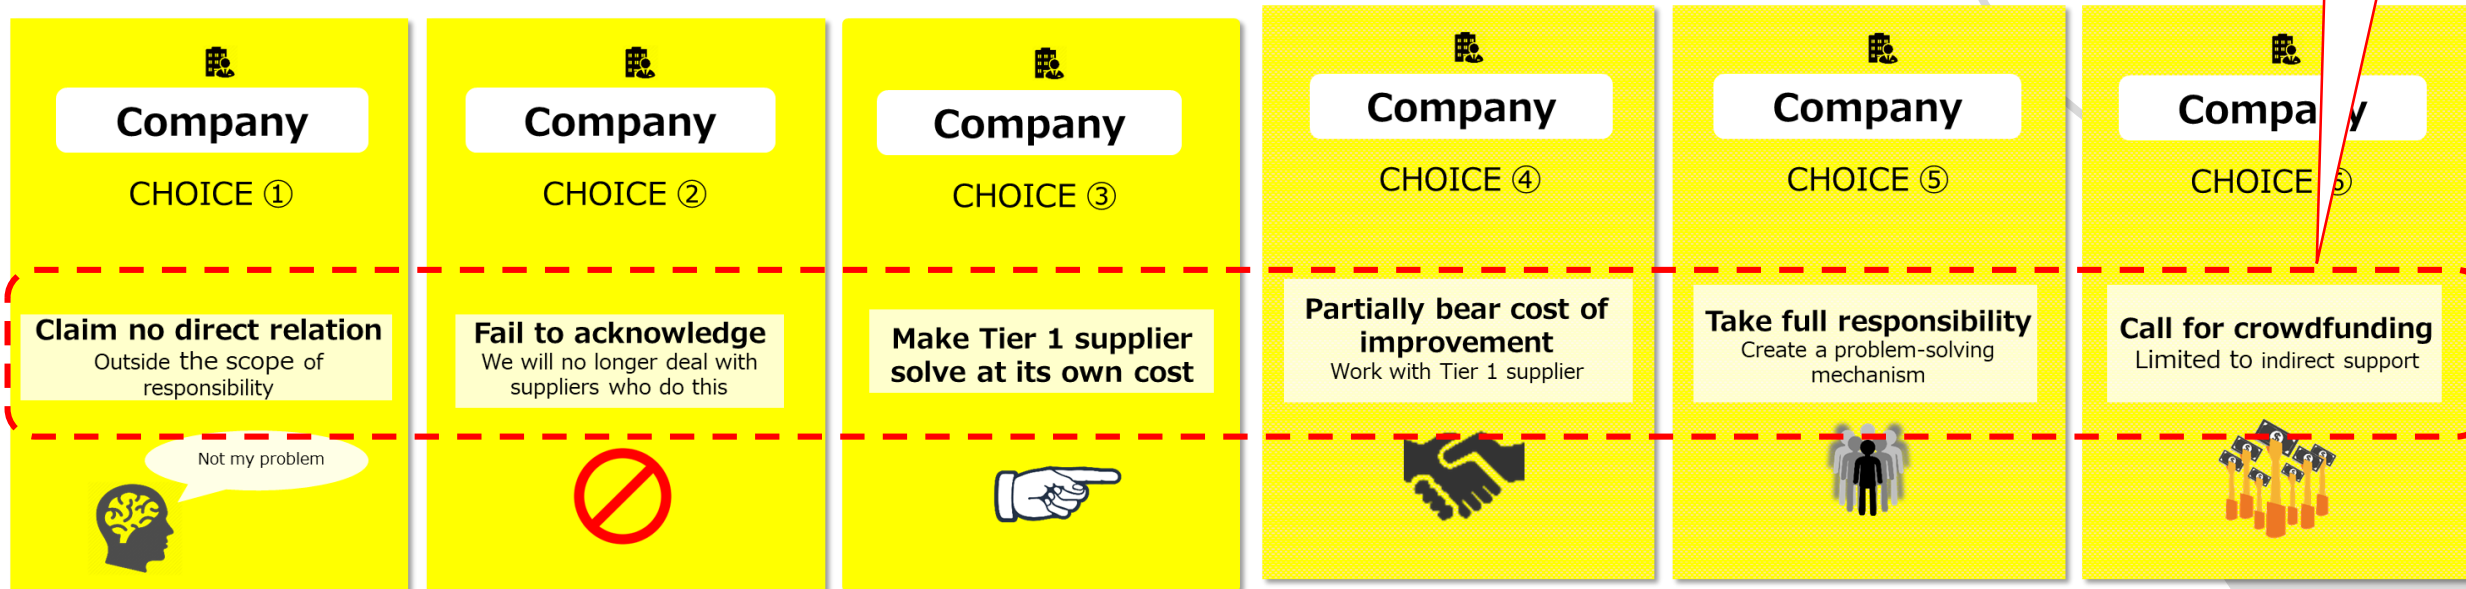 Company
CHOICE ①
Claim no direct relation
Outside the scope of
responsibility
Not my problem
Company
CHOICE ②
Fail to acknowledge
We will no longer deal with
suppliers who do this
Company
CHOICE ③
Make Tier 1 supplier
solve at its own cost
Company
CHOICE ④
Partially bear cost of
improvement
Work with Tier 1 supplier
Company
CHOICE ⑤
Take full responsibility
Create a problem-solving
mechanism
Company
CHOICE ⑥
Call for crowdfunding
Limited to indirect support